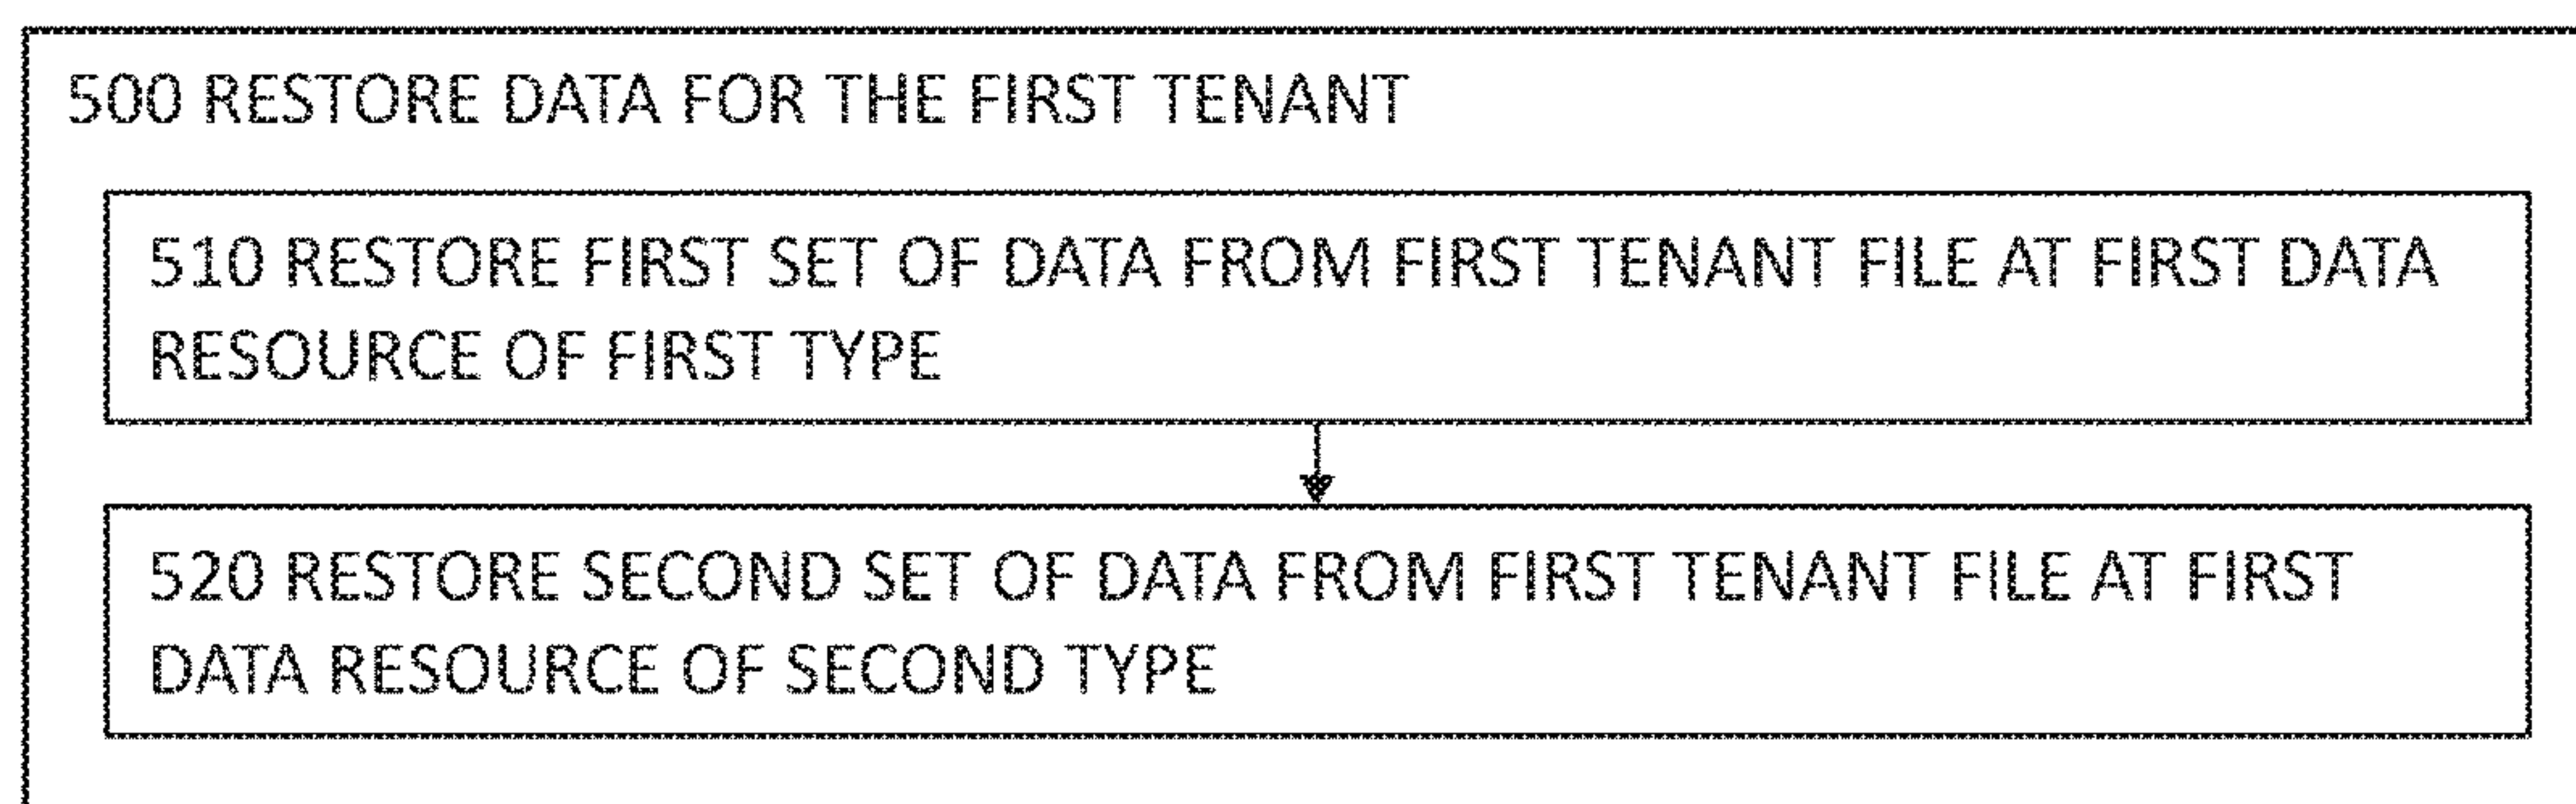 500 RESTORE DATA FOR THE FIRST TENANT
510 RESTORE FIRST SET OF DATA FROM FIRST TENANT FILE AT FIRST DATA
RESOURCE OF FIRST TYPE
520 RESTORE SECOND SET OF DATA FROM FIRST TENANT FILE AT FIRST
DATA RESOURCE OF SECOND TYPE